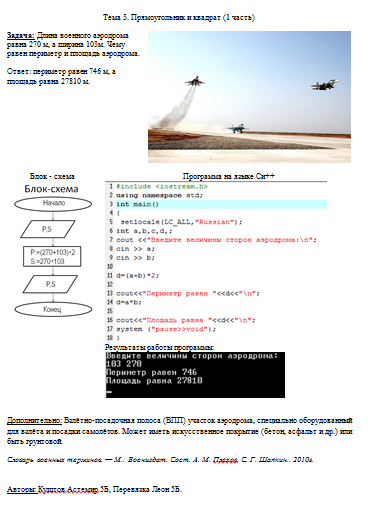 Тема 3. Прямоугольник и квадрат (1 часть)
Задача: Длина военного аэродрома
равна 270 м, а ширина 103м. Чему
равен периметр и площадь аэродрома.
Ответ: периметр равен 746 м, а
площадь равна 27810 м.
Блок - схема
Программа на языке Си++
Блок-схема
Начало
P,S
P:=(270+103)*2
S:=270*103
P,S
Конец
1 #include <iostream.h>
2 using namespace std;
3 int main()
4 {
5 setlocale(LC_ALL,"Russian");
6 int a,b,c,d,;
7 cout <<"Введите величины сторон аэродрома:\n";
8 cin >> a;
9 cin >> b;
10
11 d=(a+b)*2;
12
13 cout<<"Периметр равен "<<d<<"\n";
14 d=a*b;
15
16 cout<<"Площадь равна "<<d<<"\n";
17 system ("pause>>void");
18 }
Результаты работы программы:
Введите величины сторон аэродрома:
103 270
Периметр равен 746
Площадь равна 27810
Дополнительно: Взлётно-посадочная полоса (ВПП) участок аэродрома, специально оборудованный
для взлёта и посадки самолётов. Может иметь искусственное покрытие (бетон, асфальт и др.) или
быть грунтовой.
Словарь военных терминов. — М.: Воениздат. Сост. А. М. Плехов, С. Г. Шапкин.. 2010г.
Авторы: Куштов Астемир 5Б, Перевязка Леон 5Б.